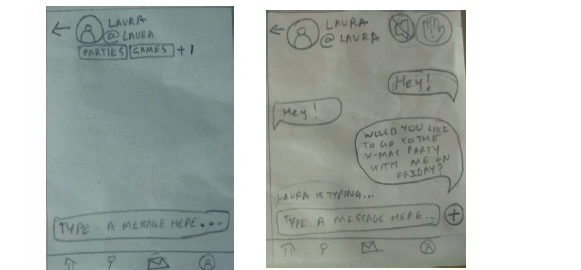 LAURA
@ LAURA
PARTIES GAMES +1
TYPE A MESSAGE HERE...
LAURA
@ LAURA
Hey!
Hey!
WOULD YOU LIKE
TO GO TO THE
X-MAS PARTY
WITH ME ON
FRIDAY?
LAURA IS TYPING...
TYPE A MESSAGE HERE...